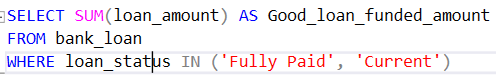 SELECT SUM(loan_amount) AS Good_loan_funded_amount
FROM bank_loan
WHERE loan_status IN ('Fully Paid', 'Current')